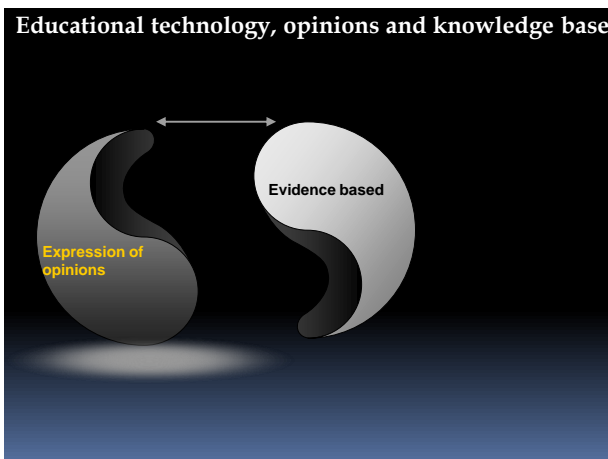 Educational technology, opinions and knowledge base
Evidence based
Expression of
opinions